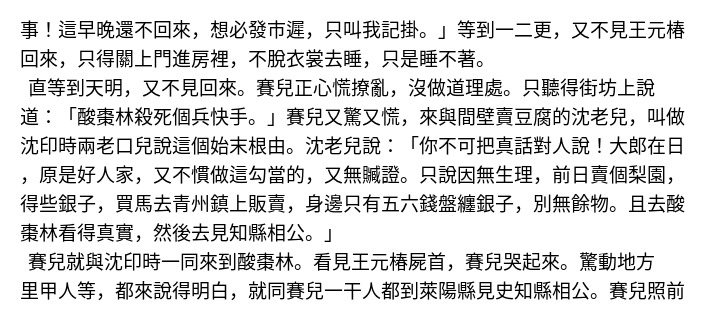 事！這早晚還不回來，想必發市遲，只叫我記掛。」等到一二更，又不見王元椿
回來，只得關上門進房裡，不脫衣裳去睡，只是睡不著。
直等到天明，又不見回來。賽兒正心慌撩亂，沒做道理處。只聽得街坊上說
道：「酸棗林殺死個兵快手。」賽兒又驚又慌，來與間壁賣豆腐的沈老兒，叫做
沈印時兩老口兒說這個始末根由。沈老兒說：「你不可把真話對人說！大郎在日
，原是好人家，又不慣做這勾當的，又無贓證。只說因無生理，前日賣個梨園，
得些銀子，買馬去青州鎮上販賣，身邊只有五六錢盤纏銀子，別無餘物。且去酸
棗林看得真實，然後去見知縣相公。」
賽兒就與沈印時一同來到酸棗林。看見王元椿屍首，賽兒哭起來。驚動地方
里甲人等，都來說得明白，就同賽兒一干人都到萊陽縣見史知縣相公。賽兒照前